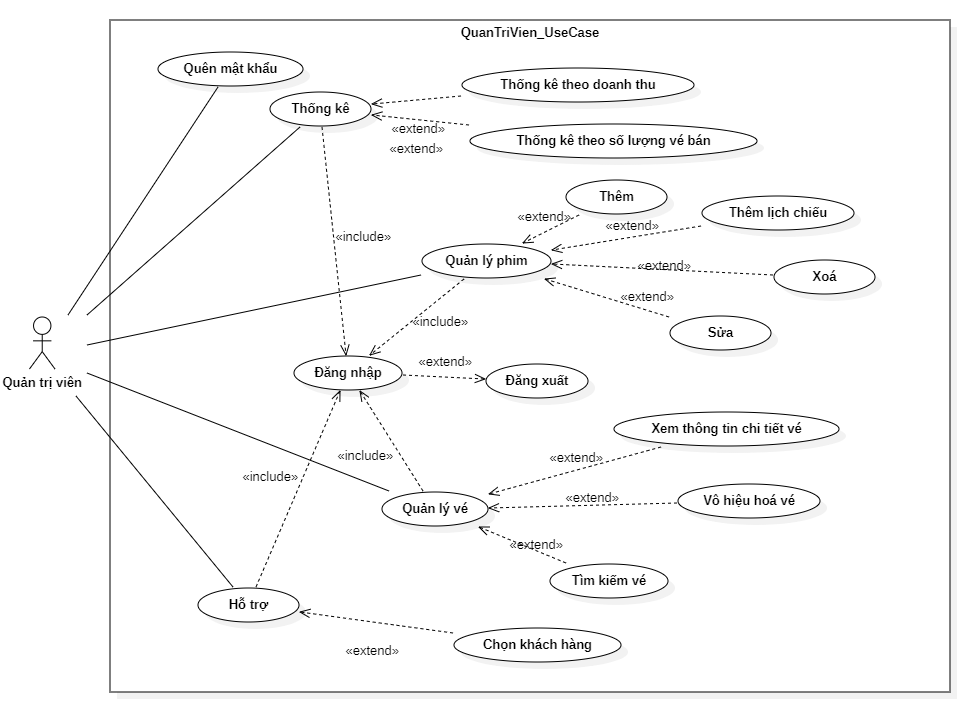 QuanTriVien_UseCase
Quên mật khẩu
Thống kê
Thống kê theo doanh thu
«extend»
Thống kê theo số lượng vé bán
«extend»
Thêm
«extend»
Thêm lịch chiếu
«extend»
«include»
Quản lý phim
«extend»
Xoá
«extend»
«include»
Sửa
Quản trị viên
Đăng nhập
«extend»
Đăng xuất
Xem thông tin chi tiết vé
«include»
«extend»
«include»
Quản lý vé
«extend»
Vô hiệu hoá vé
«extend»
Tìm kiếm vé
Hỗ trợ
Chọn khách hàng
«extend»